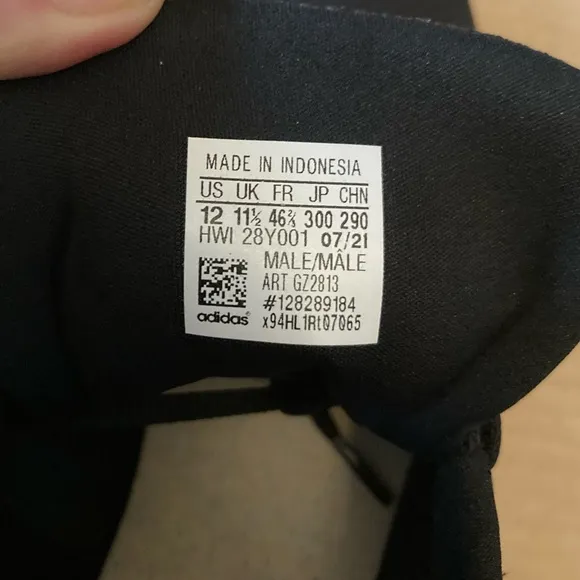 MADE IN INDONESIA
US UK FR JP CHN
12 11½ 46⅔ 300 290
HWI 28Y001 07/21
MALE/MÂLE
ART GZ2813
#128289184
adidas® x94HL1Rt07065